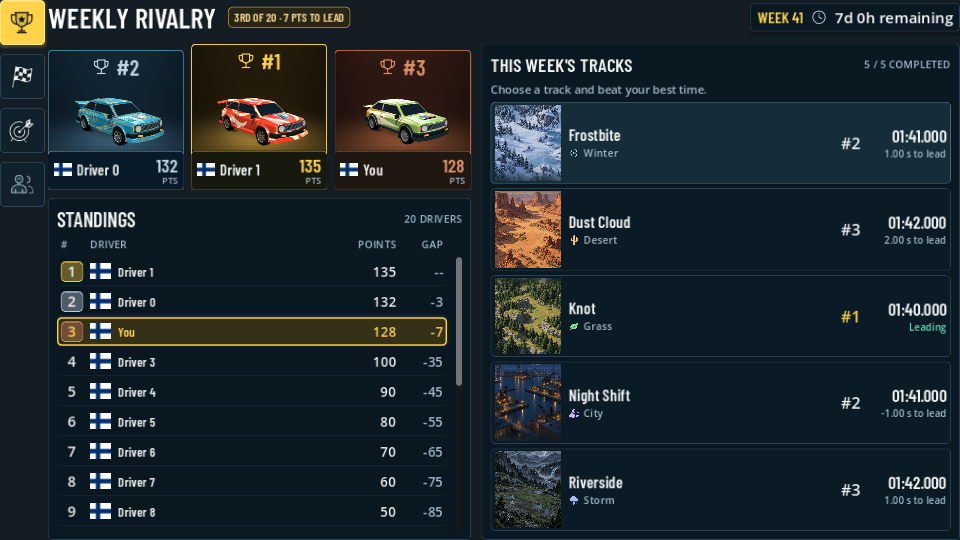 WEEKLY RIVALRY
3RD OF 20 · 7 PTS TO LEAD
WEEK 41
7d 0h remaining
#2
#1
#3
Driver 0
132
PTS
Driver 1
135
PTS
You
128
PTS
STANDINGS
20 DRIVERS
# DRIVER POINTS GAP
1 Driver 1 135 --
2 Driver 0 132 -3
3 You 128 -7
4 Driver 3 100 -35
5 Driver 4 90 -45
6 Driver 5 80 -55
7 Driver 6 70 -65
8 Driver 7 60 -75
9 Driver 8 50 -85
THIS WEEK'S TRACKS
5 / 5 COMPLETED
Choose a track and beat your best time.
Frostbite
Winter
#2
01:41.000
1.00 s to lead
Dust Cloud
Desert
#3
01:42.000
2.00 s to lead
Knot
Grass
#1
01:40.000
Leading
Night Shift
City
#2
01:41.000
-1.00 s to lead
Riverside
Storm
#3
01:42.000
1.00 s to lead